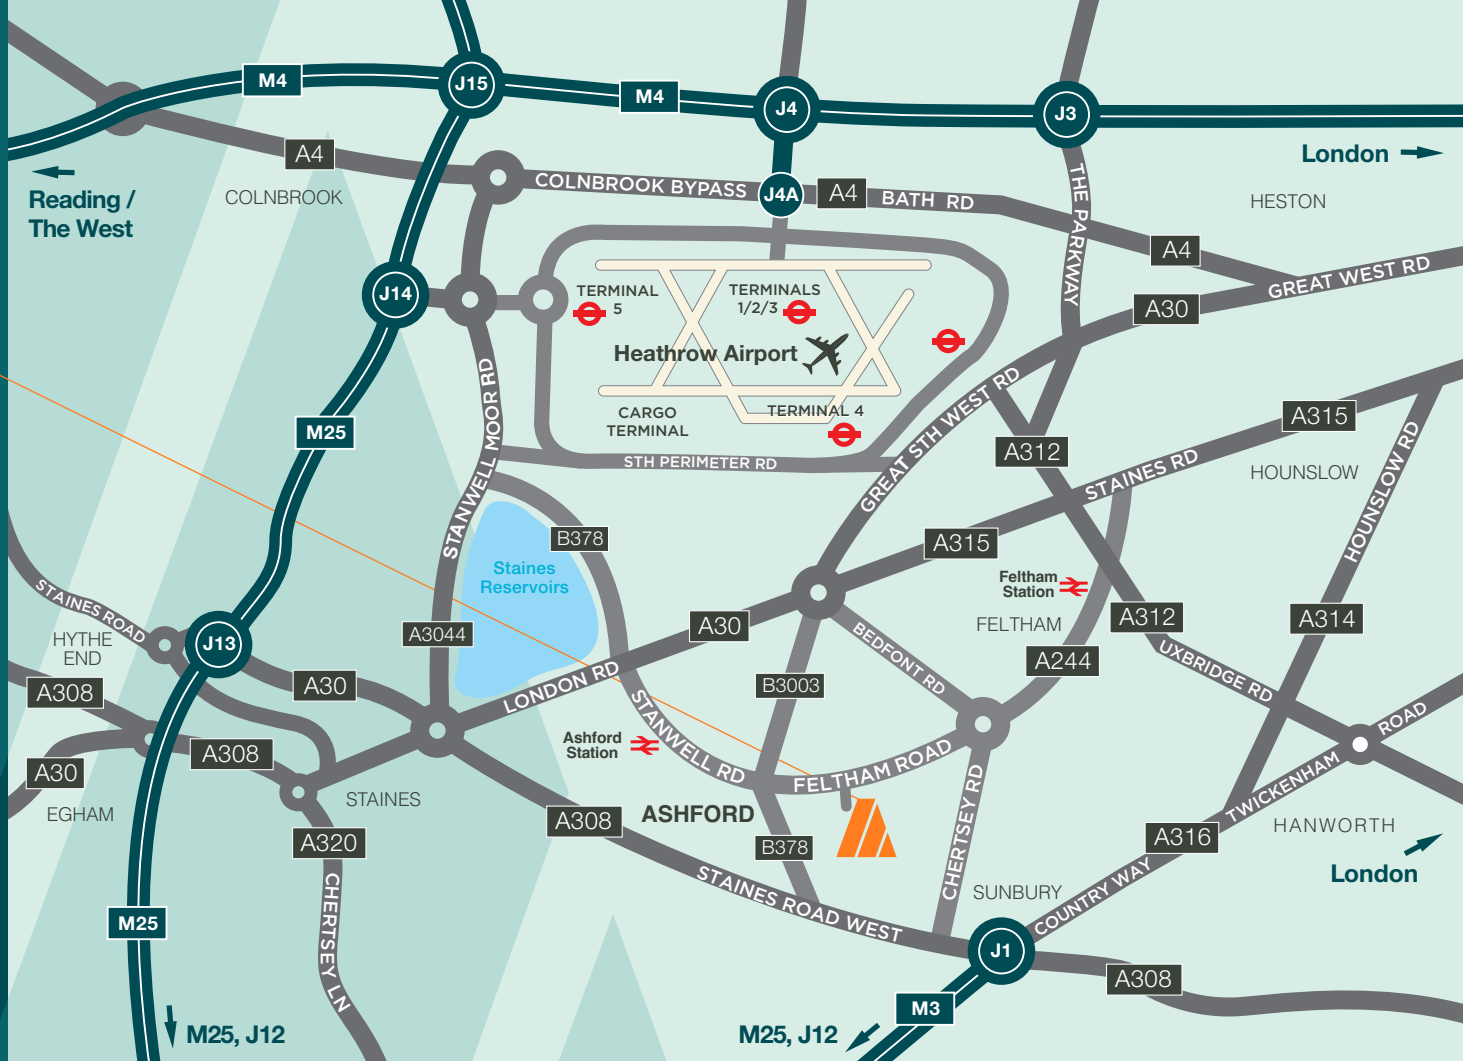 M4
J15
M4
J4
J3
London
A4
COLNBROOK
COLNBROOK BYPASS
J4A
A4
BATH RD
THE PARKWAY
HESTON
Reading /
The West
A4
GREAT WEST RD
A30
J14
TERMINAL
5
TERMINALS
1/2/3
Heathrow Airport
CARGO
TERMINAL
TERMINAL 4
STH PERIMETER RD
STANWELL MOOR RD
GREAT STH WEST RD
M25
A312
A315
STAINES RD
HOUNSLOW
HOUNSLOW RD
B378
A315
Staines
Reservoirs
Feltham
Station
FELTHAM
STAINES ROAD
HYTHE
END
J13
A3044
A30
A312
A314
A244
BEDFONT RD
UXBRIDGE RD
A308
A30
LONDON RD
B3003
STANWELL RD
Ashford
Station
A308
A30
EGHAM
STAINES
FELTHAM ROAD
CHERTSEY RD
TWICKENHAM ROAD
HANWORTH
A320
A308
ASHFORD
B378
A316
London
CHERTSEY LN
STAINES ROAD WEST
SUNBURY
COUNTRY WAY
M25
J1
A308
M3
M25, J12
M25, J12